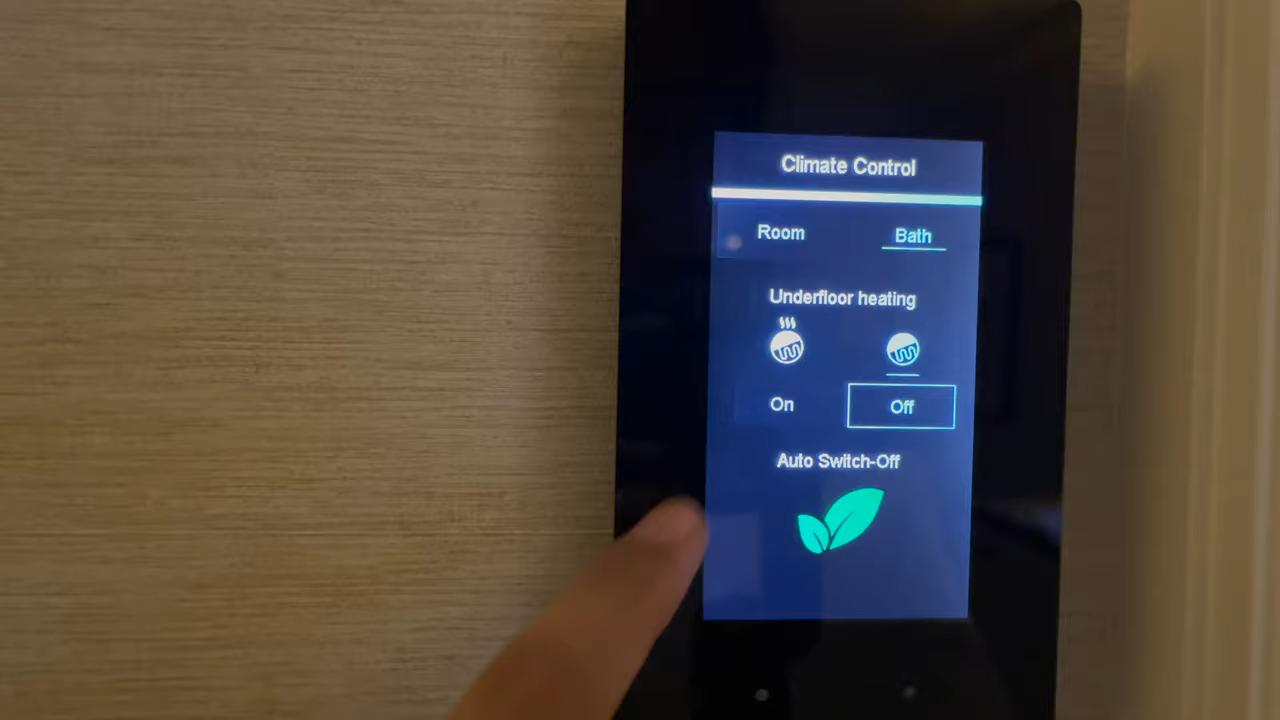 Climate Control
Room Bath
Underfloor heating
On Off
Auto Switch-Off